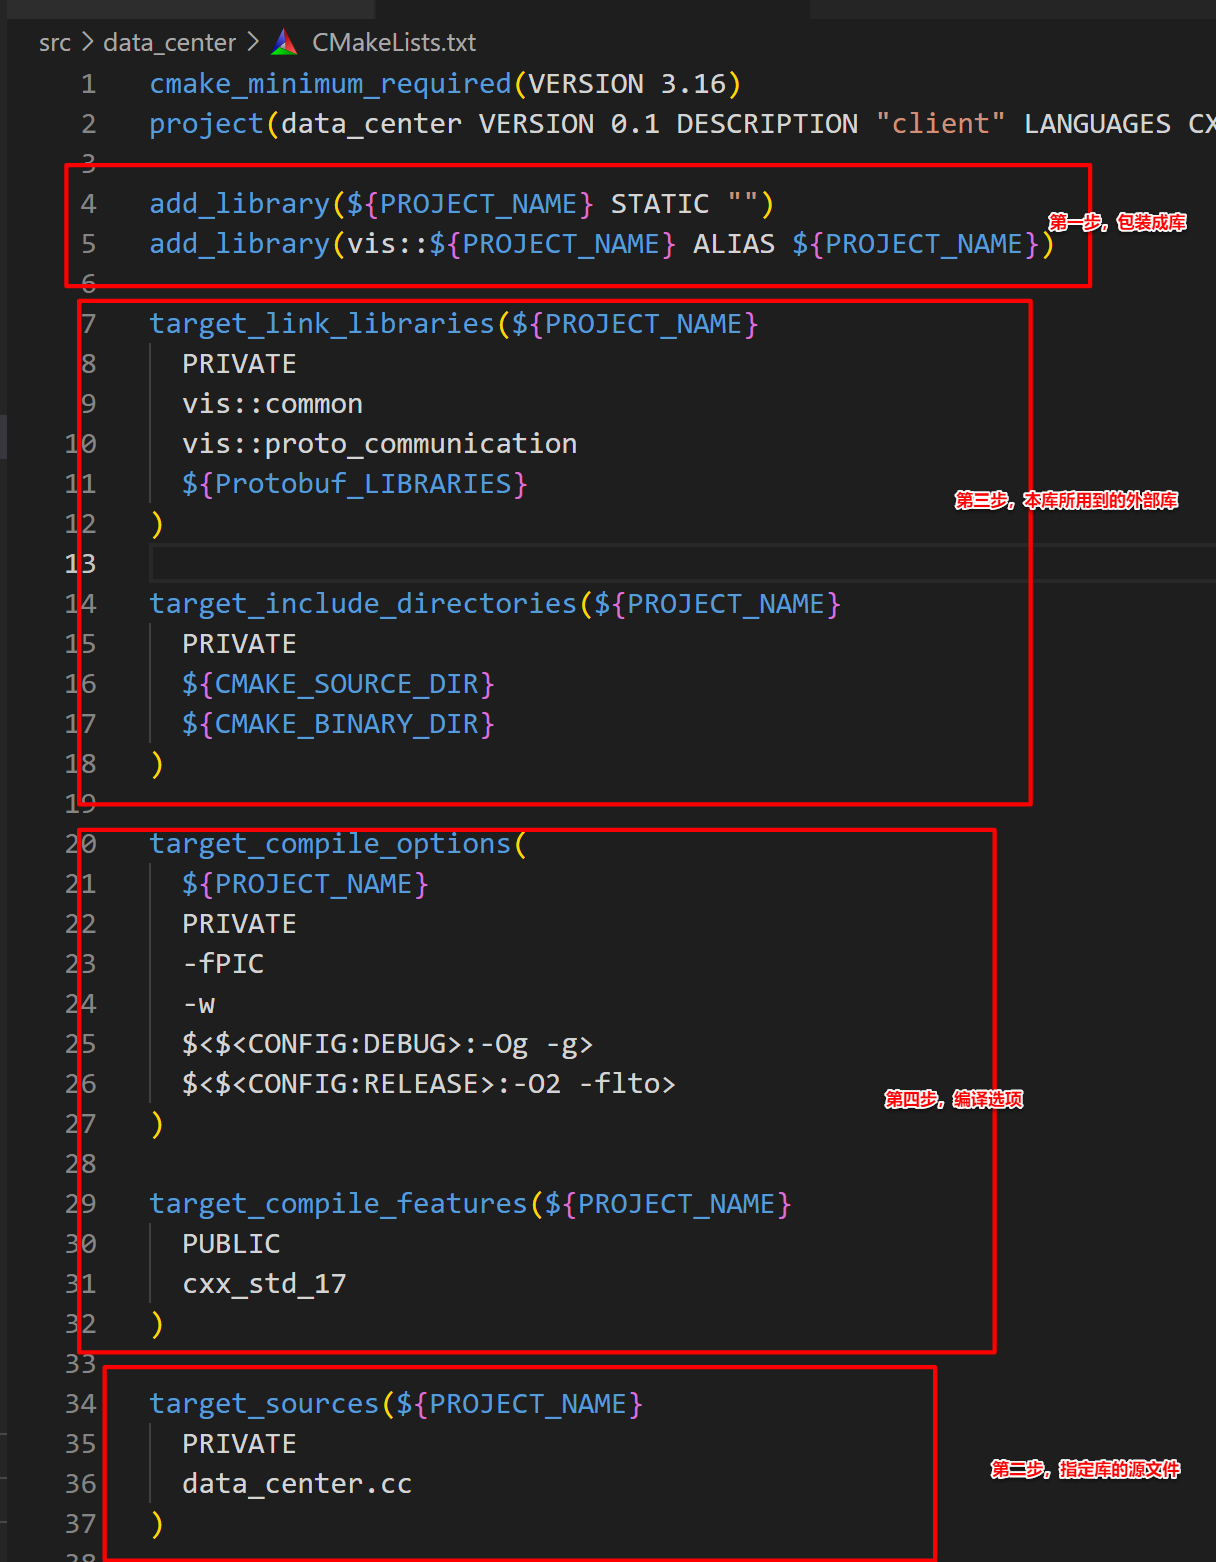 src > data_center > CMakeLists.txt
1 cmake_minimum_required(VERSION 3.16)
2 project(data_center VERSION 0.1 DESCRIPTION "client" LANGUAGES CX
3
4 add_library(${PROJECT_NAME} STATIC "")
5 add_library(vis::${PROJECT_NAME} ALIAS ${PROJECT_NAME})
第一步，包装成库
6
7 target_link_libraries(${PROJECT_NAME}
8 PRIVATE
9 vis::common
10 vis::proto_communication
11 ${Protobuf_LIBRARIES}
第三步，本库所用到的外部库
12 )
13
14 target_include_directories(${PROJECT_NAME}
15 PRIVATE
16 ${CMAKE_SOURCE_DIR}
17 ${CMAKE_BINARY_DIR}
18 )
19
20 target_compile_options(
21 ${PROJECT_NAME}
22 PRIVATE
23 -fPIC
24 -w
25 $<$<CONFIG:DEBUG>:-Og -g>
26 $<$<CONFIG:RELEASE>:-O2 -flto>
第四步，编译选项
27 )
28
29 target_compile_features(${PROJECT_NAME}
30 PUBLIC
31 cxx_std_17
32 )
33
34 target_sources(${PROJECT_NAME}
35 PRIVATE
第二步，指定库的源文件
36 data_center.cc
37 )
38